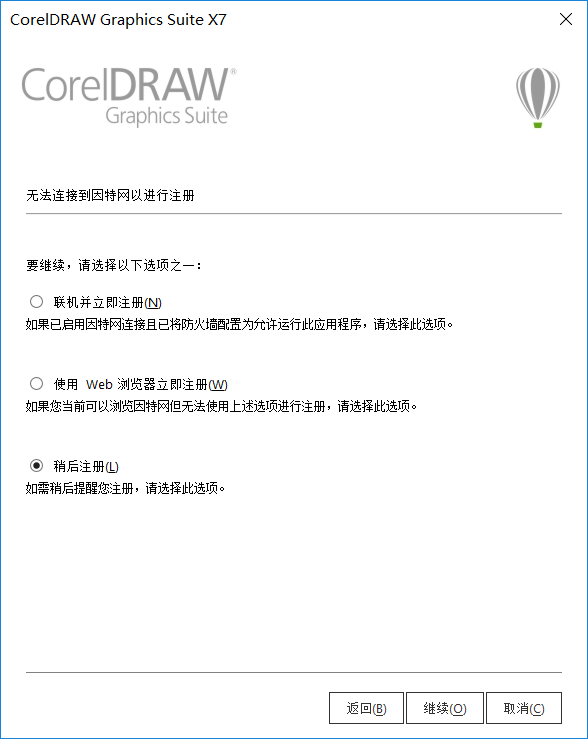 CorelDRAW Graphics Suite X7
CorelDRAW®
Graphics Suite
无法连接到因特网以进行注册
要继续，请选择以下选项之一：
联机并立即注册(N)
如果已启用因特网连接且已将防火墙配置为允许运行此应用程序，请选择此选项。
使用 Web 浏览器立即注册(W)
如果您当前可以浏览因特网但无法使用上述选项进行注册，请选择此选项。
稍后注册(L)
如需稍后提醒您注册，请选择此选项。
返回(B) 继续(O) 取消(C)